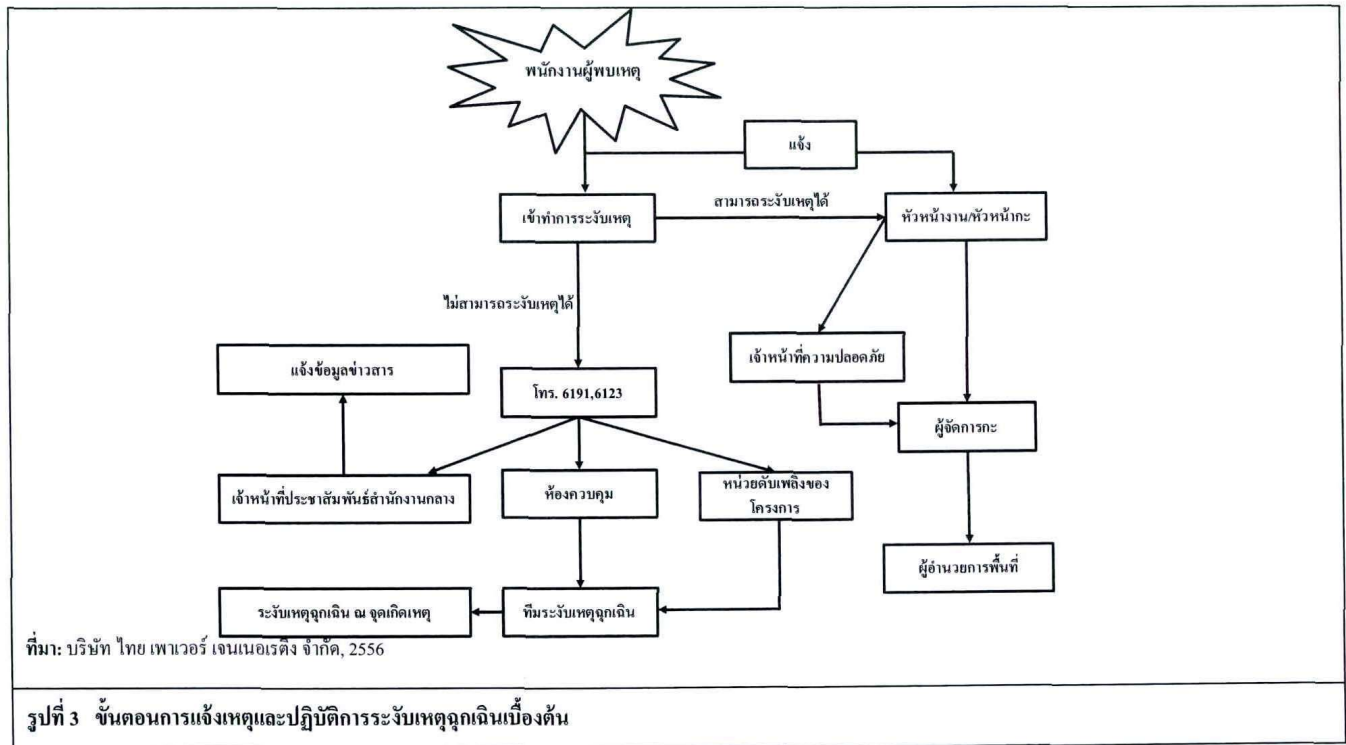 พนักงานผู้พบเหตุ
แจ้ง
เข้าทำการระงับเหตุ
สามารถระงับเหตุได้
หัวหน้างาน/หัวหน้ากะ
ไม่สามารถระงับเหตุได้
เจ้าหน้าที่ความปลอดภัย
แจ้งข้อมูลข่าวสาร
โทร. 6191,6123
ผู้จัดการกะ
เจ้าหน้าที่ประชาสัมพันธ์สำนักงานกลาง
ห้องควบคุม
หน่วยดับเพลิงของ
โครงการ
ผู้อำนวยการพื้นที่
ระงับเหตุฉุกเฉิน ณ จุดเกิดเหตุ
ทีมระงับเหตุฉุกเฉิน
ที่มา: บริษัท ไทย เพาเวอร์ เจนเนอเรติ้ง จำกัด, 2556
รูปที่ 3 ขั้นตอนการแจ้งเหตุและปฏิบัติการระงับเหตุฉุกเฉินเบื้องต้น